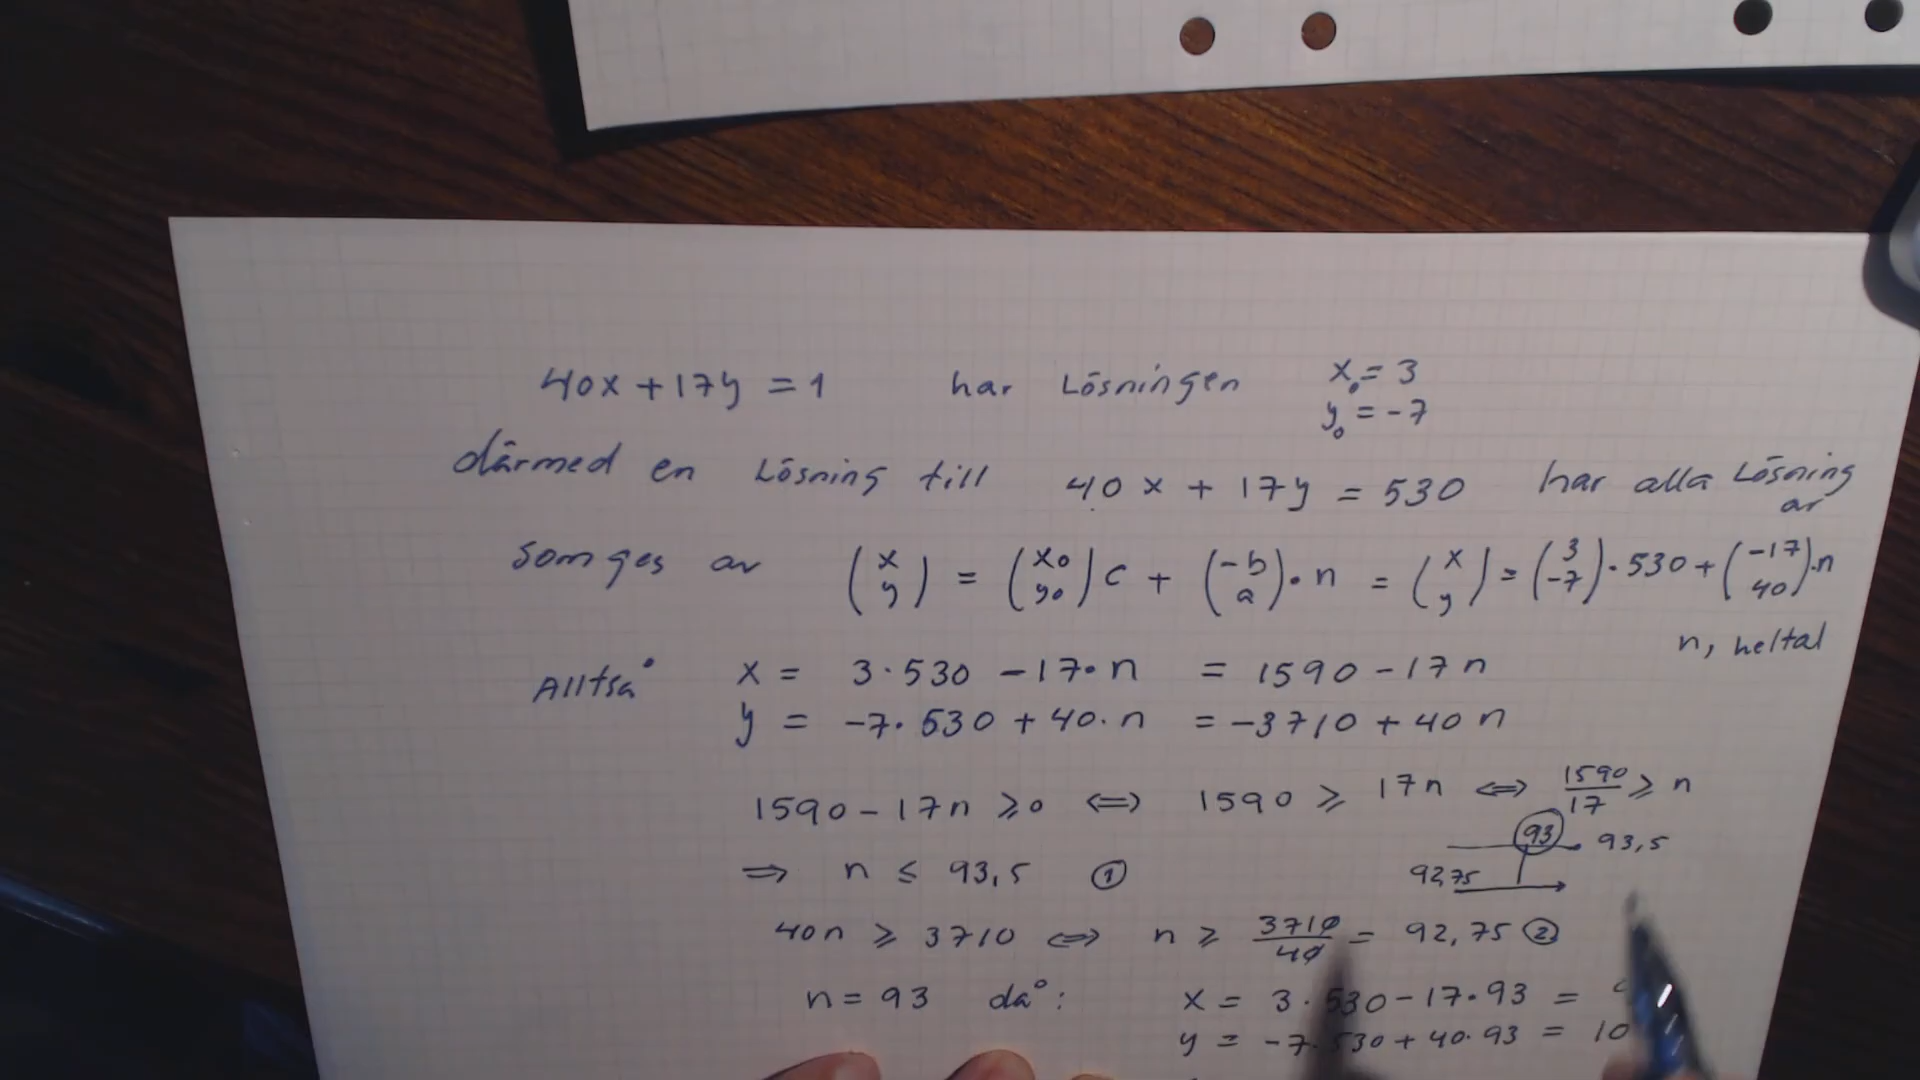 40x + 17y = 1 har Lösningen x₀ = 3
y₀ = -7
därmed en Lösning till 40x + 17y = 530 har alla Lösning
ar
som ges av (x y) = (x₀ y₀) c + (-b a) · n = (x y) = (3 -7) · 530 + (-17 40) · n
n, heltal
Alltså x = 3·530 - 17·n = 1590 - 17n
y = -7·530 + 40·n = -3710 + 40n
1590 - 17n ≥ 0 ⇔ 1590 ≥ 17n ⇔ 1590/17 ≥ n
93 93,5
⇒ n ≤ 93,5 ① 92,75
40n ≥ 3710 ⇔ n ≥ 3710/40 = 92,75 ②
n = 93 då: x = 3·530 - 17·93 =
y = -7·530 + 40·93 = 10